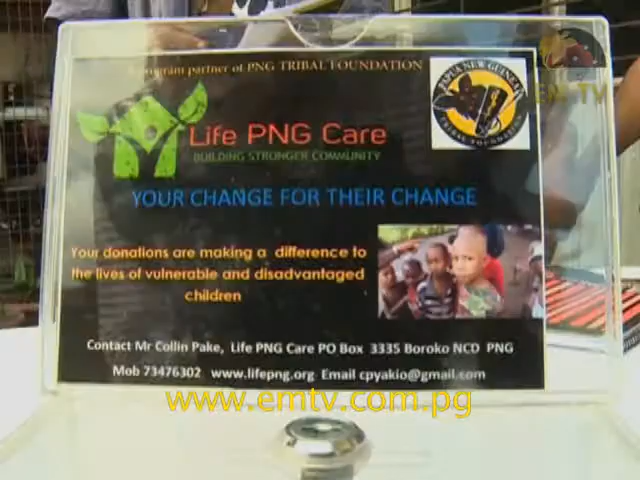 A program partner of PNG TRIBAL FOUNDATION
PAPUA NEW GUINEA
TRIBAL FOUNDATION
EM TV
Life PNG Care
BUILDING STRONGER COMMUNITY
YOUR CHANGE FOR THEIR CHANGE
Your donations are making a difference to
the lives of vulnerable and disadvantaged
children
Contact Mr Collin Pake, Life PNG Care PO Box 3335 Boroko NCD PNG
Mob 73476302 www.lifepng.org Email cpyakio@gmail.com
www.emtv.com.pg